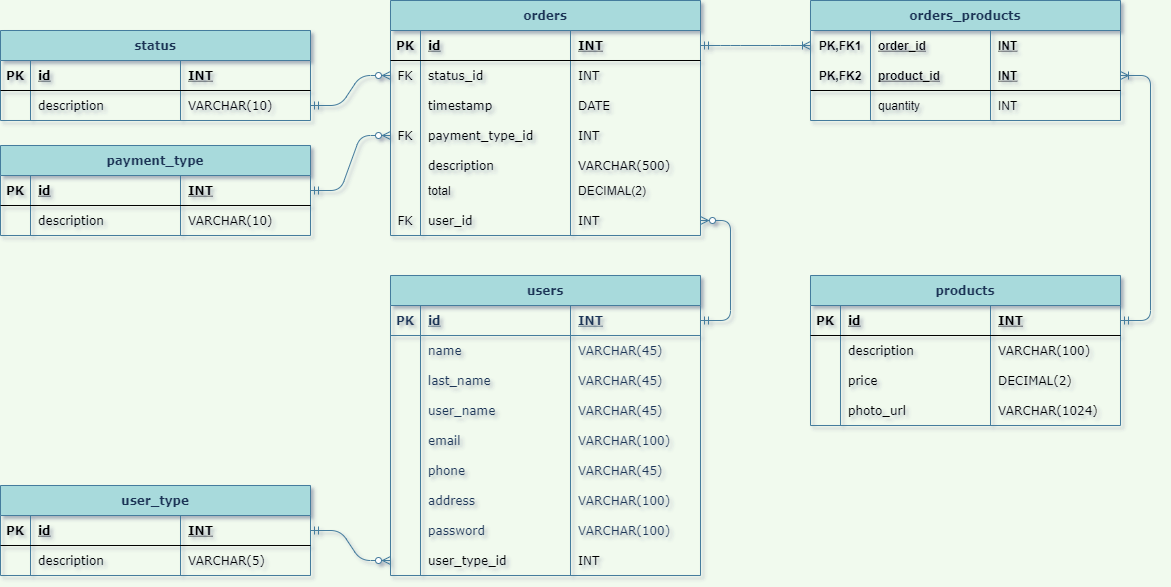 status
PK id INT
description VARCHAR(10)
payment_type
PK id INT
description VARCHAR(10)
orders
PK id INT
FK status_id INT
timestamp DATE
FK payment_type_id INT
description VARCHAR(500)
total DECIMAL(2)
FK user_id INT
orders_products
PK,FK1 order_id INT
PK,FK2 product_id INT
quantity INT
users
PK id INT
name VARCHAR(45)
last_name VARCHAR(45)
user_name VARCHAR(45)
email VARCHAR(100)
phone VARCHAR(45)
address VARCHAR(100)
password VARCHAR(100)
user_type_id INT
products
PK id INT
description VARCHAR(100)
price DECIMAL(2)
photo_url VARCHAR(1024)
user_type
PK id INT
description VARCHAR(5)